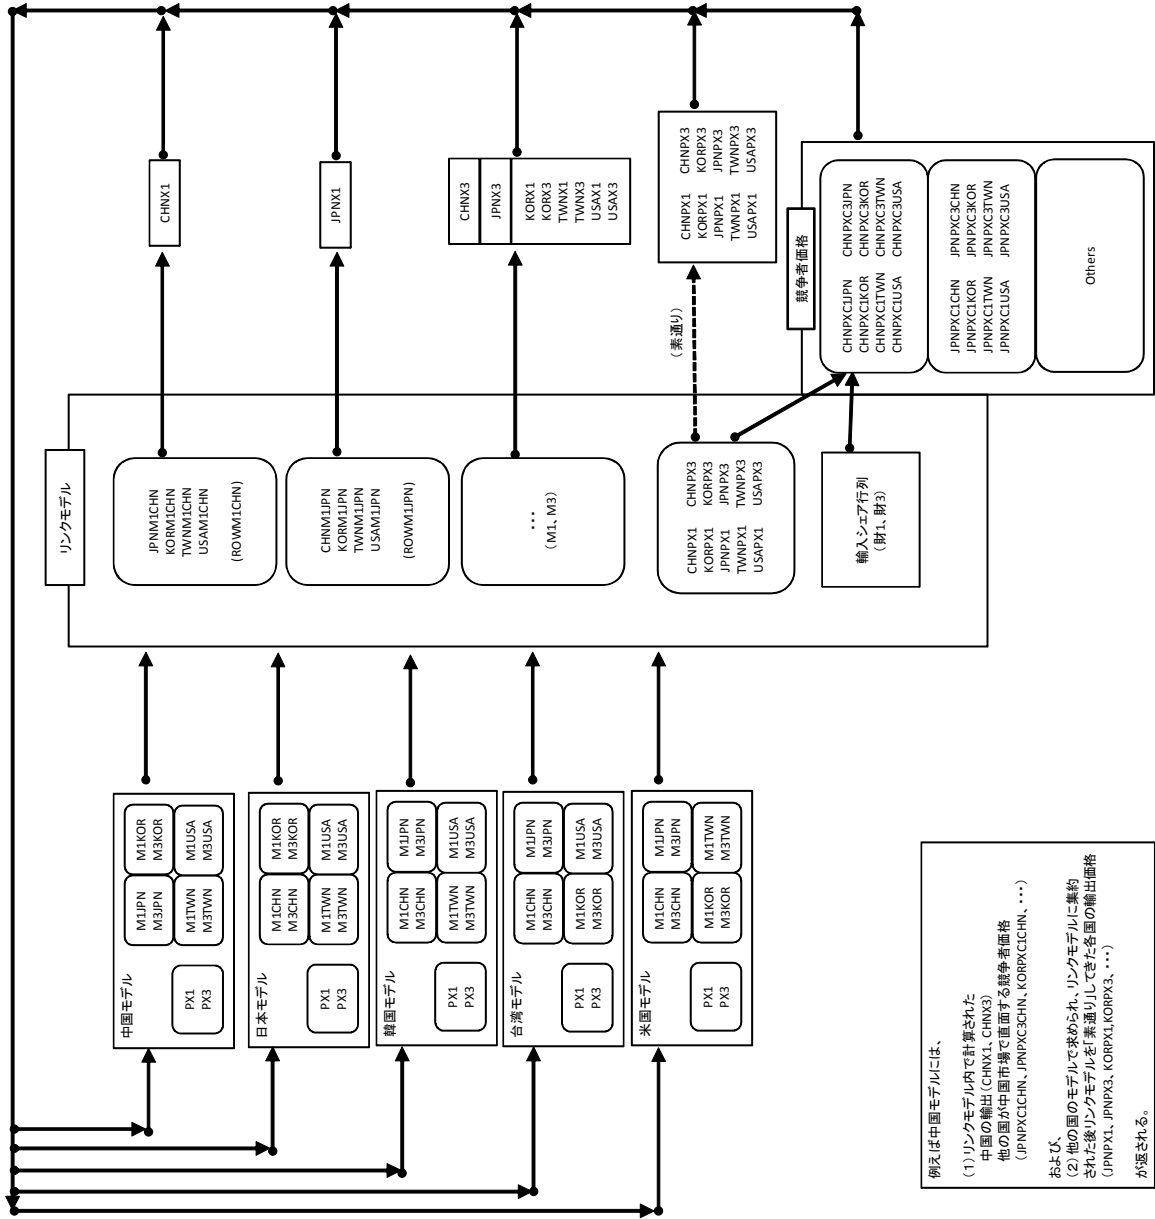 中国モデル
PX1
PX3
M1JPN
M3JPN
M1KOR
M3KOR
M1TWN
M3TWN
M1USA
M3USA
日本モデル
PX1
PX3
M1CHN
M3CHN
M1KOR
M3KOR
M1TWN
M3TWN
M1USA
M3USA
韓国モデル
PX1
PX3
M1CHN
M3CHN
M1JPN
M3JPN
M1TWN
M3TWN
M1USA
M3USA
台湾モデル
PX1
PX3
M1CHN
M3CHN
M1JPN
M3JPN
M1KOR
M3KOR
M1USA
M3USA
米国モデル
PX1
PX3
M1CHN
M3CHN
M1JPN
M3JPN
M1KOR
M3KOR
M1TWN
M3TWN
リンクモデル
JPNM1CHN
KORM1CHN
TWNM1CHN
USAM1CHN
(ROWM1CHN)
CHNM1JPN
KORM1JPN
TWNM1JPN
USAM1JPN
(ROWM1JPN)
・・・
(M1、M3)
CHNPX1 CHNPX3
KORPX1 KORPX3
JPNPX1 JPNPX3
TWNPX1 TWNPX3
USAPX1 USAPX3
輸入シェア行列
(財1、財3)
CHNX1
JPNX1
CHNX3
JPNX3
KORX1
KORX3
TWNX1
TWNX3
USAX1
USAX3
(素通り)
CHNPX1 CHNPX3
KORPX1 KORPX3
JPNPX1 JPNPX3
TWNPX1 TWNPX3
USAPX1 USAPX3
競争者価格
CHNPXC1JPN CHNPXC3JPN
CHNPXC1KOR CHNPXC3KOR
CHNPXC1TWN CHNPXC3TWN
CHNPXC1USA CHNPXC3USA
JPNPXC1CHN JPNPXC3CHN
JPNPXC1KOR JPNPXC3KOR
JPNPXC1TWN JPNPXC3TWN
JPNPXC1USA JPNPXC3USA
Others
例えば中国モデルには、
(1)リンクモデル内で計算された
中国の輸出(CHNX1、CHNX3)
他の国が中国市場で直面する競争者価格
(JPNPXC1CHN、JPNPXC3CHN、KORPXC1CHN、・・・)
および、
(2)他の国のモデルで求められ、リンクモデルに集約
された後リンクモデルを「素通り」してきた各国の輸出価格
(JPNPX1、JPNPX3、KORPX1,KORPX3、・・・)
が返される。